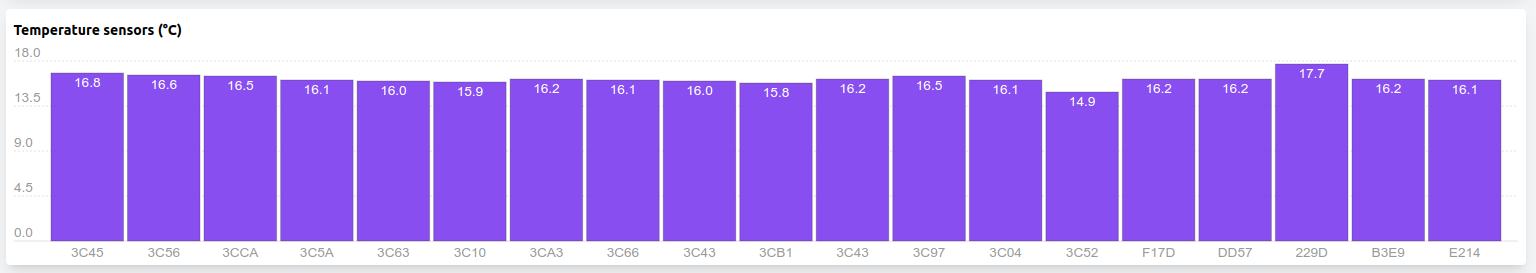 Temperature sensors (°C)
18.0
13.5
9.0
4.5
0.0
16.8 16.6 16.5 16.1 16.0 15.9 16.2 16.1 16.0 15.8 16.2 16.5 16.1 14.9 16.2 16.2 17.7 16.2 16.1
3C45 3C56 3CCA 3C5A 3C63 3C10 3CA3 3C66 3C43 3CB1 3C43 3C97 3C04 3C52 F17D DD57 229D B3E9 E214